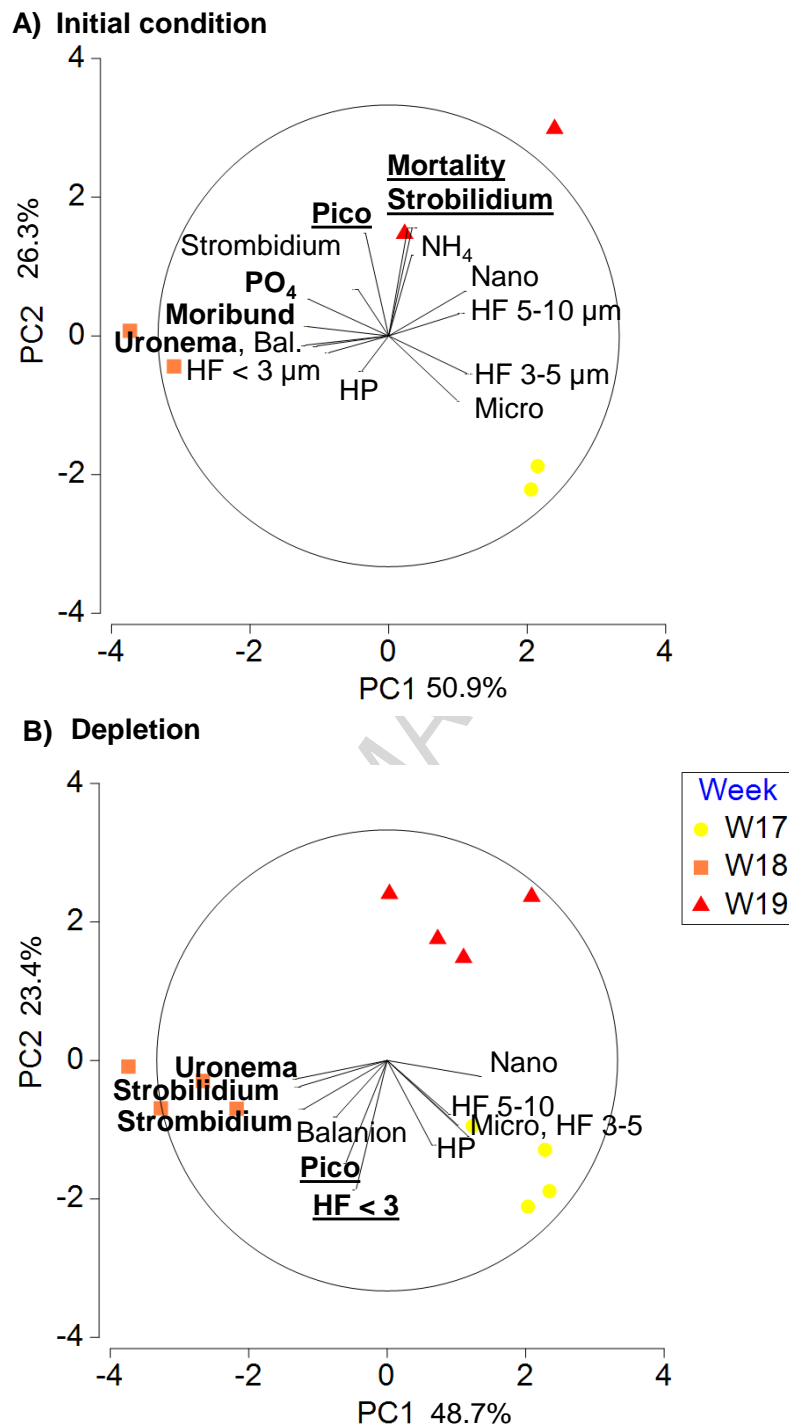 A) Initial condition
4
Mortality
Strobilidium
Pico
2
Strombidium
NH₄
PC2 26.3%
PO₄
Nano
HF 5-10 µm
Moribund
0
Uronema, Bal.
HF < 3 µm
HP
HF 3-5 µm
Micro
-2
-4
-4 -2 0 2 4
PC1 50.9%
B) Depletion
4
Week
W17
W18
W19
2
PC2 23.4%
0
Uronema
Nano
Strobilidium
HF 5-10
Strombidium
Micro, HF 3-5
Balanion
HP
Pico
HF < 3
-2
-4
-4 -2 0 2 4
PC1 48.7%